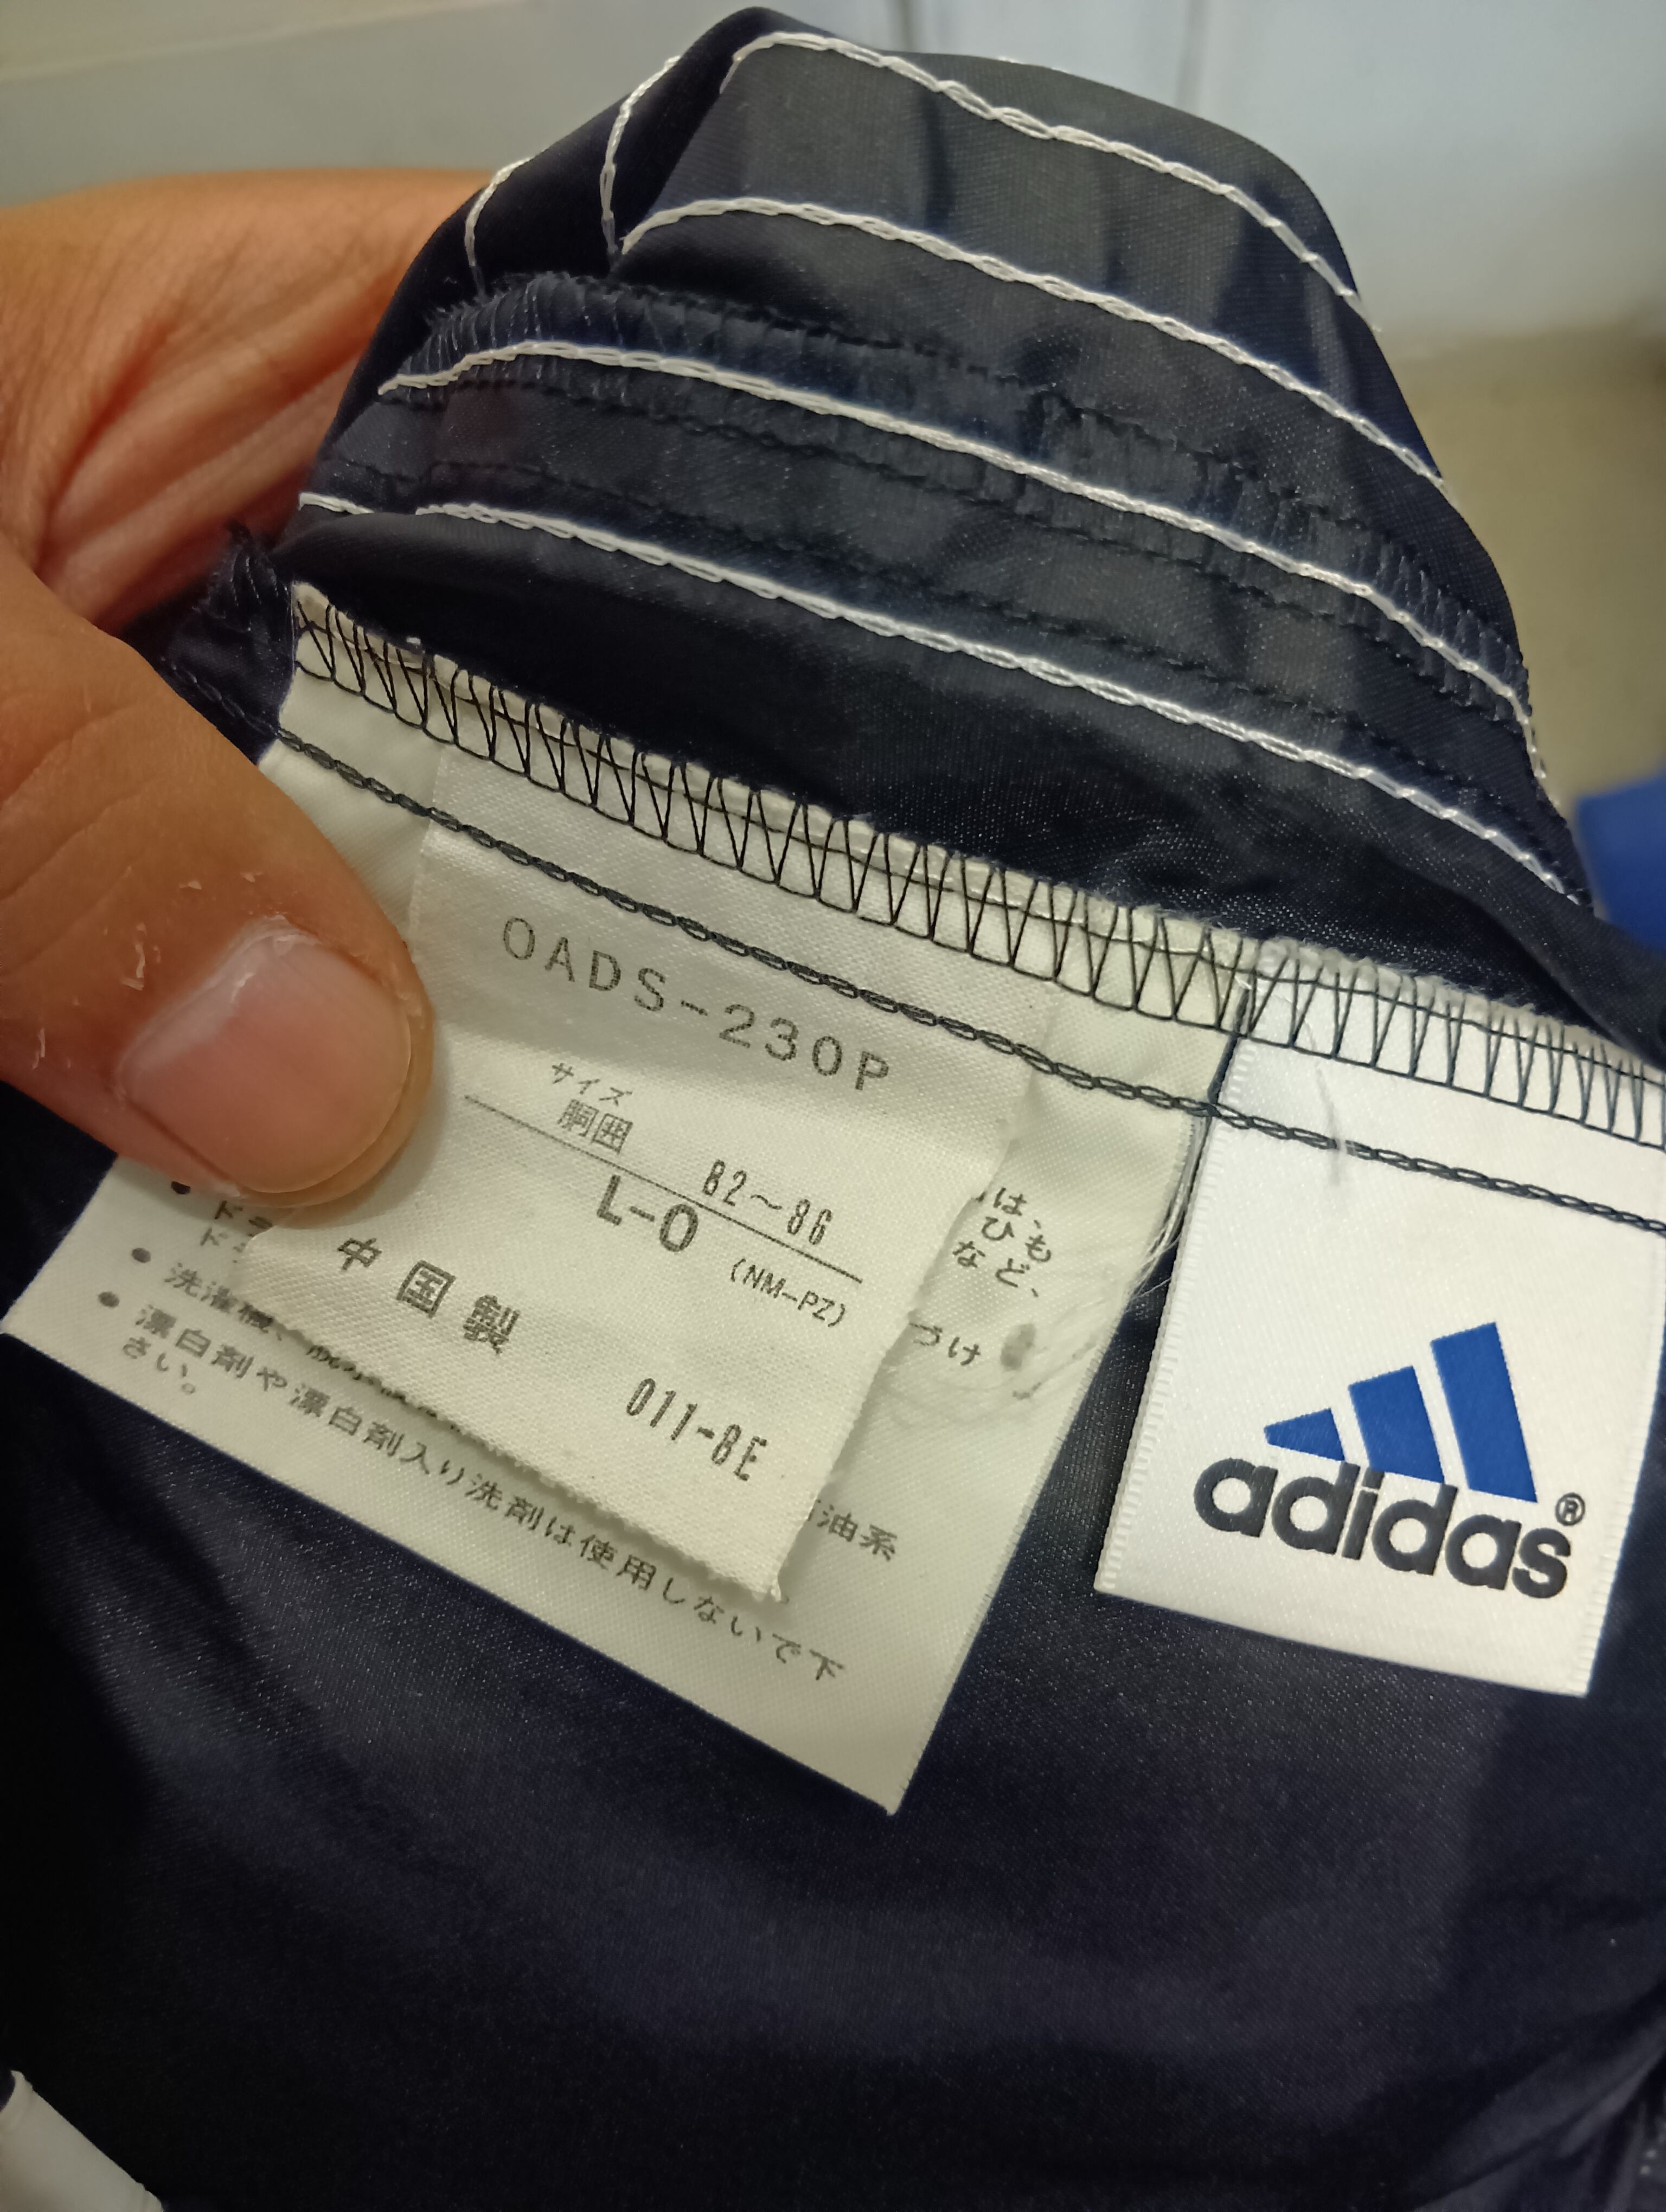 OADS-230P
サイズ
胴囲 82~86
L-O
(NM-PZ)
中国製
011-8E
は、
ひも
など、
づけ
油系
• 洗濯機、
• 漂白剤や漂白剤入り洗剤は使用しないで下
さい。
adidas®